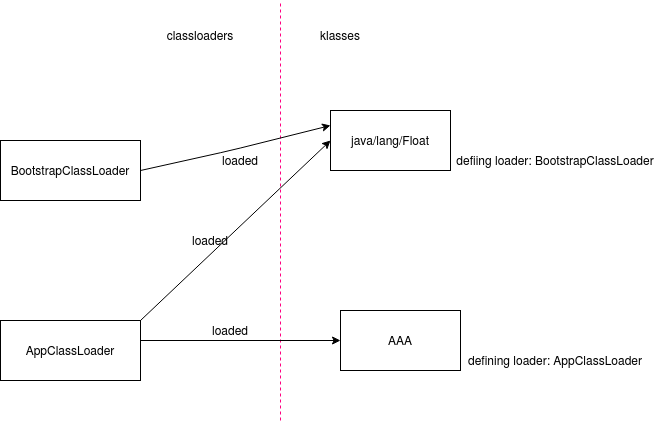 classloaders
klasses
BootstrapClassLoader
java/lang/Float
loaded
defiing loader: BootstrapClassLoader
loaded
loaded
AppClassLoader
AAA
defining loader: AppClassLoader